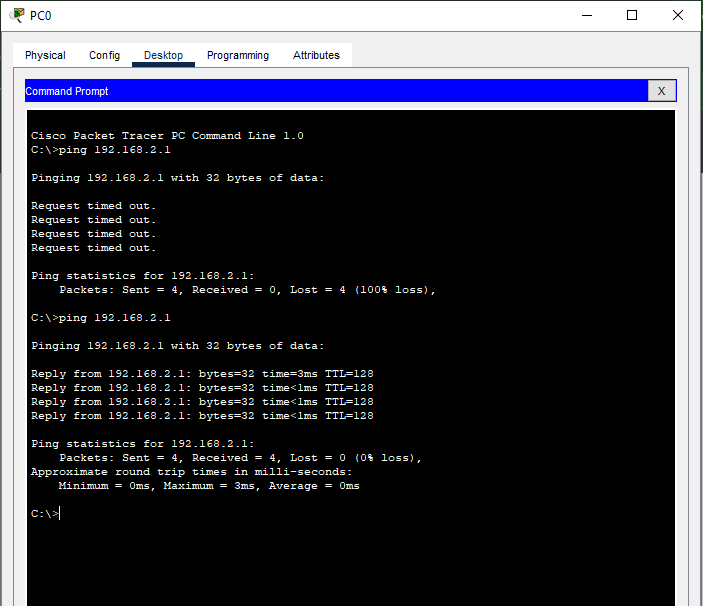 PC0
Physical Config Desktop Programming Attributes
Command Prompt X
Cisco Packet Tracer PC Command Line 1.0
C:\>ping 192.168.2.1
Pinging 192.168.2.1 with 32 bytes of data:
Request timed out.
Request timed out.
Request timed out.
Request timed out.
Ping statistics for 192.168.2.1:
Packets: Sent = 4, Received = 0, Lost = 4 (100% loss),
C:\>ping 192.168.2.1
Pinging 192.168.2.1 with 32 bytes of data:
Reply from 192.168.2.1: bytes=32 time=3ms TTL=128
Reply from 192.168.2.1: bytes=32 time<1ms TTL=128
Reply from 192.168.2.1: bytes=32 time<1ms TTL=128
Reply from 192.168.2.1: bytes=32 time<1ms TTL=128
Ping statistics for 192.168.2.1:
Packets: Sent = 4, Received = 4, Lost = 0 (0% loss),
Approximate round trip times in milli-seconds:
Minimum = 0ms, Maximum = 3ms, Average = 0ms
C:\>